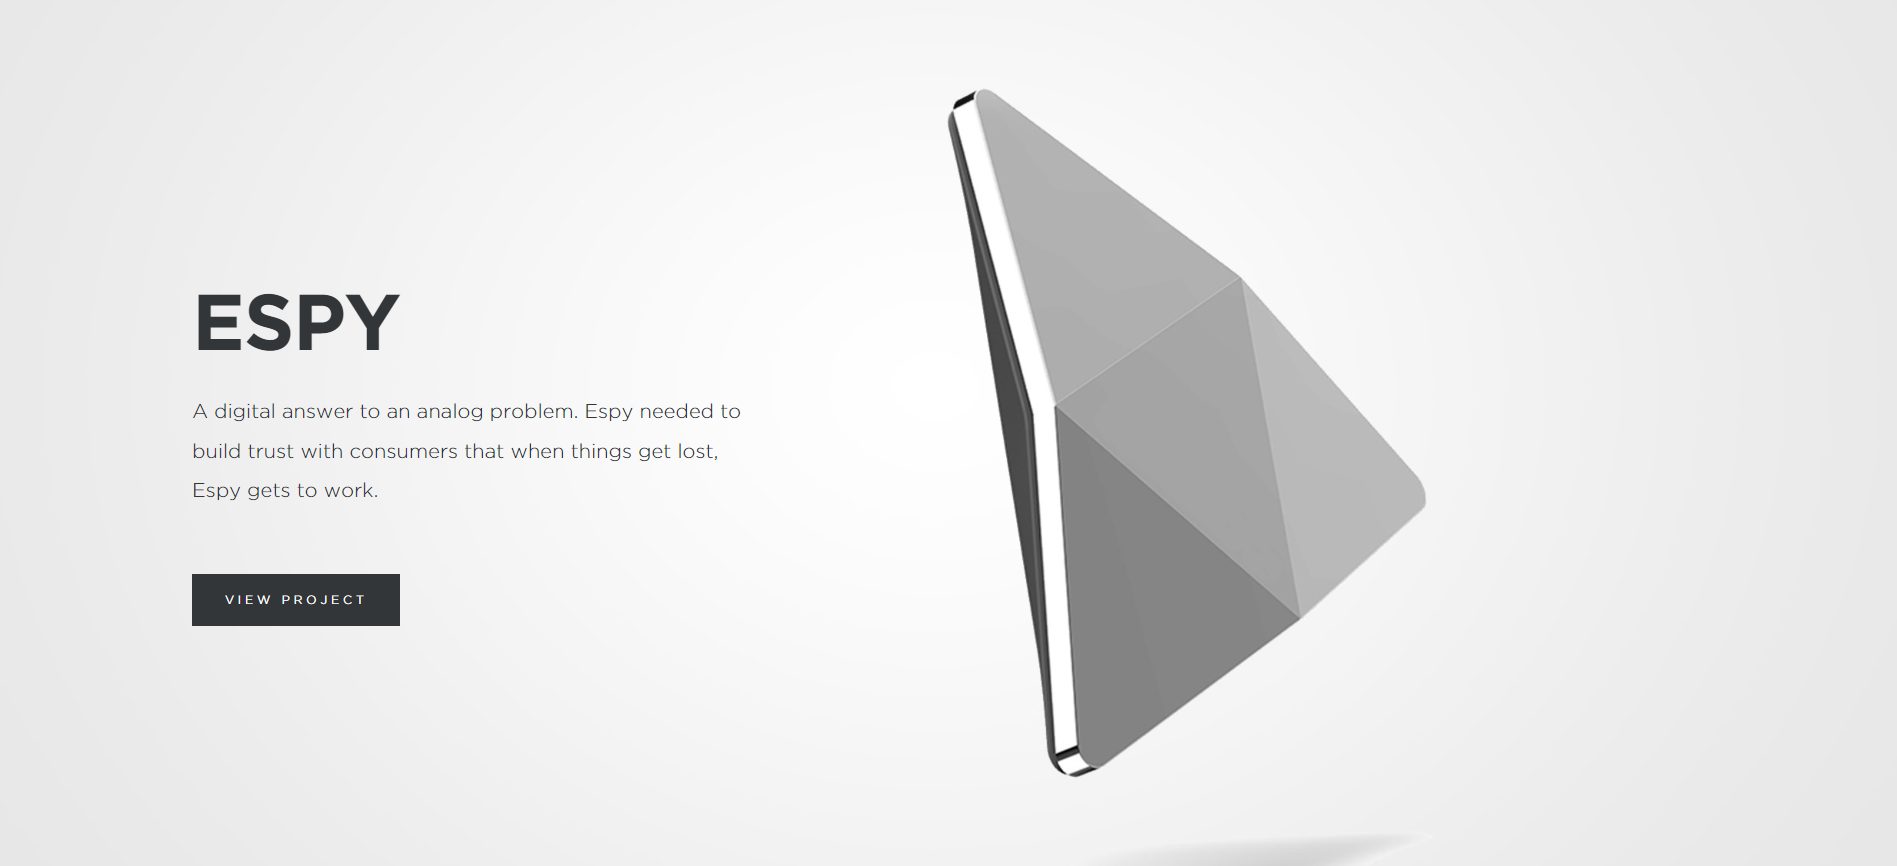 ESPY
A digital answer to an analog problem. Espy needed to
build trust with consumers that when things get lost,
Espy gets to work.
VIEW PROJECT